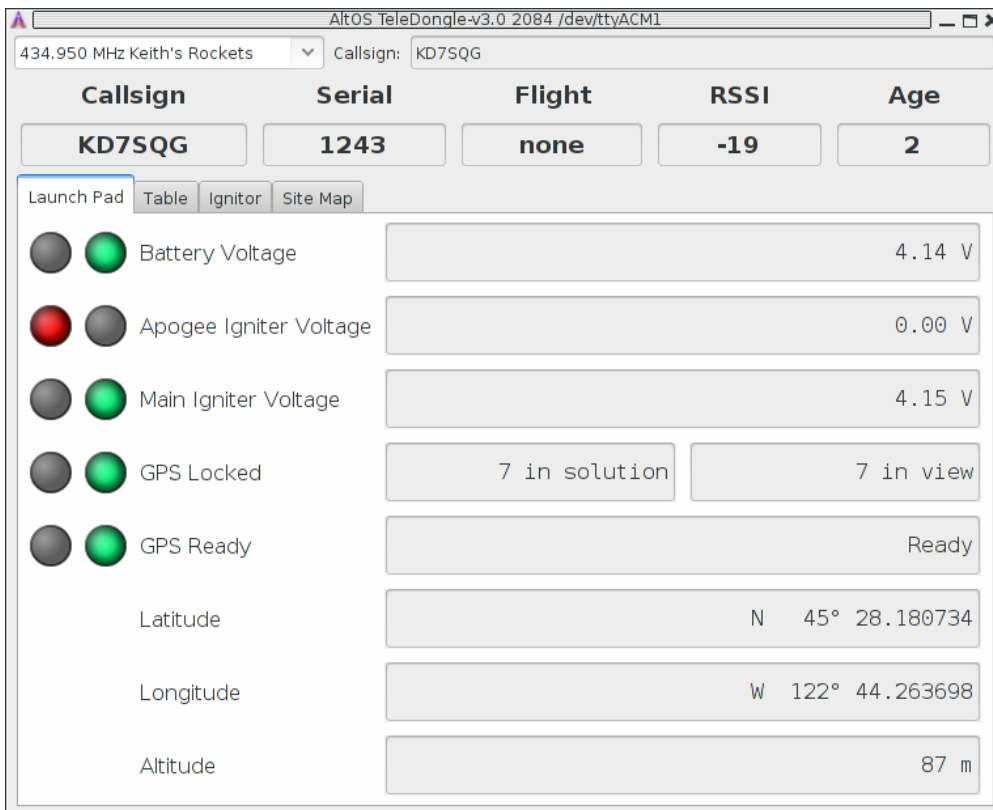 AltOS TeleDongle-v3.0 2084 /dev/ttyACM1
434.950 MHz Keith's Rockets Callsign: KD7SQG
Callsign Serial Flight RSSI Age
KD7SQG 1243 none -19 2
Launch Pad Table Ignitor Site Map
Battery Voltage 4.14 V
Apogee Igniter Voltage 0.00 V
Main Igniter Voltage 4.15 V
GPS Locked 7 in solution 7 in view
GPS Ready Ready
Latitude N 45° 28.180734
Longitude W 122° 44.263698
Altitude 87 m